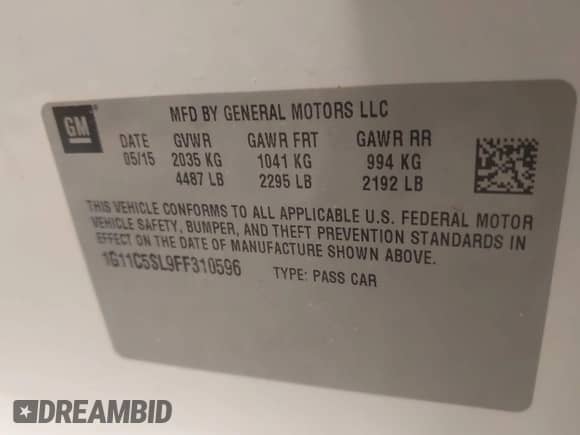 GM
MFD BY GENERAL MOTORS LLC
DATE GVWR GAWR FRT GAWR RR
05/15 2035 KG 1041 KG 994 KG
4487 LB 2295 LB 2192 LB
THIS VEHICLE CONFORMS TO ALL APPLICABLE U.S. FEDERAL MOTOR
VEHICLE SAFETY, BUMPER, AND THEFT PREVENTION STANDARDS IN
EFFECT ON THE DATE OF MANUFACTURE SHOWN ABOVE.
1G11C5SL9FF310596 TYPE: PASS CAR
DREAMBID